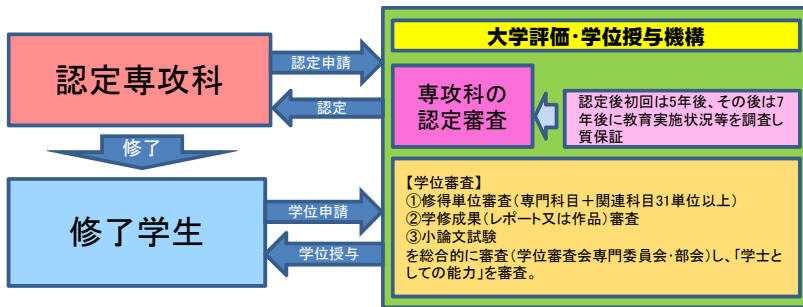 大学評価・学位授与機構
認定専攻科
認定申請
認定
専攻科の
認定審査
認定後初回は5年後、その後は7
年後に教育実施状況等を調査し
質保証
修了
修了学生
学位申請
学位授与
【学位審査】
①修得単位審査(専門科目＋関連科目31単位以上)
②学修成果(レポート又は作品)審査
③小論文試験
を総合的に審査(学位審査会専門委員会・部会)し、「学士と
しての能力」を審査。